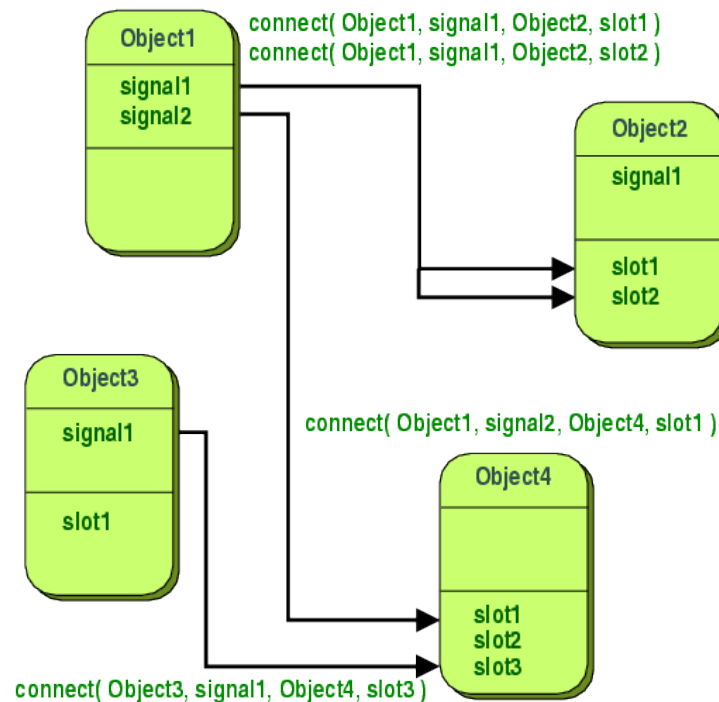 Object1
signal1
signal2
connect( Object1, signal1, Object2, slot1 )
connect( Object1, signal1, Object2, slot2 )
Object2
signal1
slot1
slot2
Object3
signal1
slot1
connect( Object1, signal2, Object4, slot1 )
Object4
slot1
slot2
slot3
connect( Object3, signal1, Object4, slot3 )